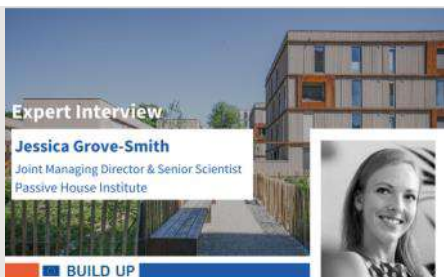 Expert Interview
Jessica Grove-Smith
Joint Managing Director & Senior Scientist
Passive House Institute
BUILD UP